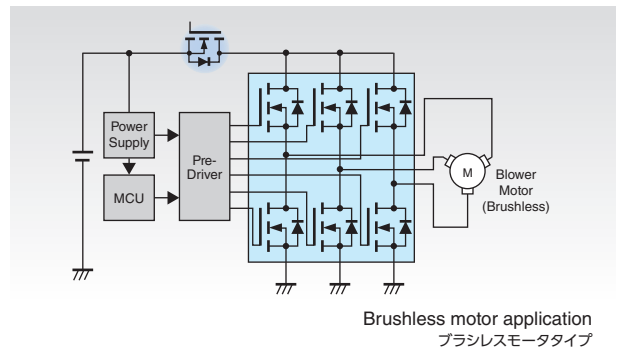 Power
Supply
MCU
Pre-
Driver
M
Blower
Motor
(Brushless)
Brushless motor application
ブラシレスモータタイプ